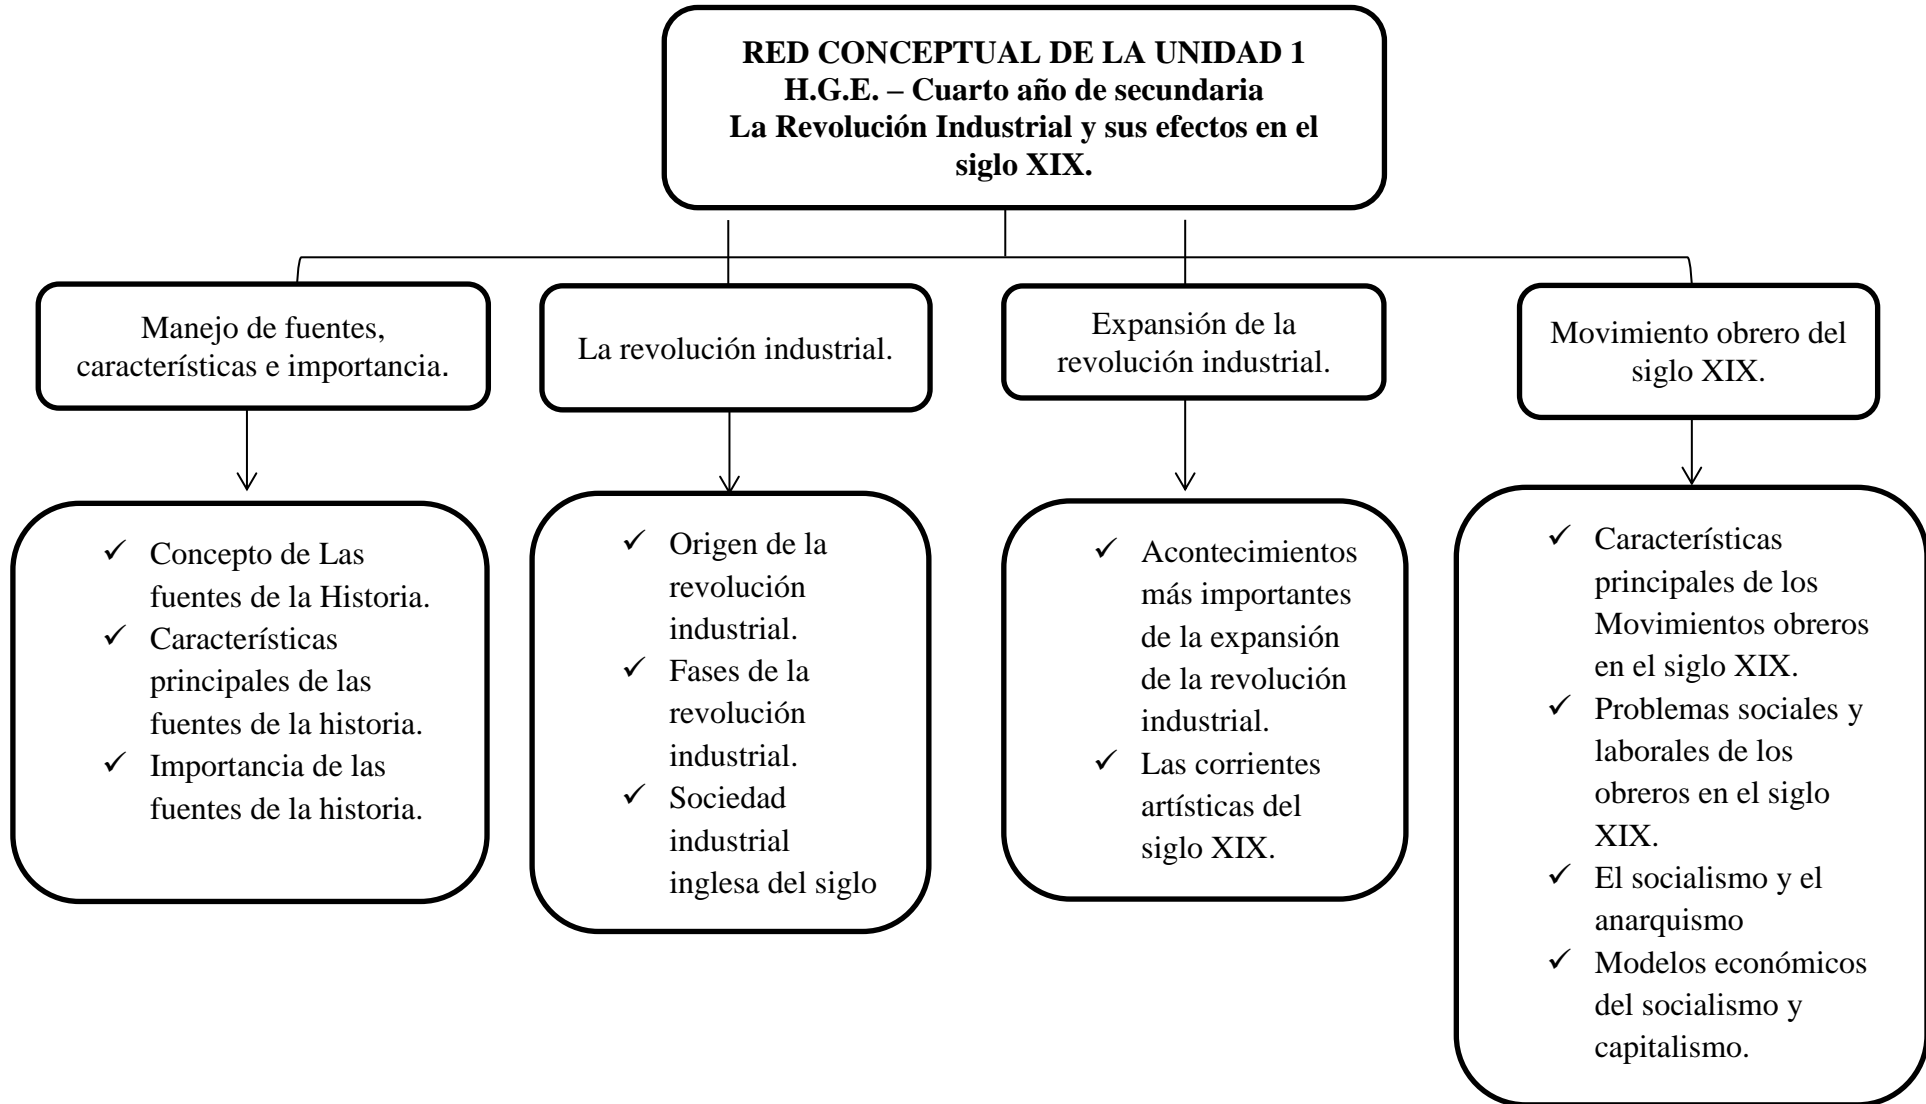 RED CONCEPTUAL DE LA UNIDAD 1
H.G.E. – Cuarto año de secundaria
La Revolución Industrial y sus efectos en el
siglo XIX.
Manejo de fuentes,
características e importancia.
La revolución industrial.
Expansión de la
revolución industrial.
Movimiento obrero del
siglo XIX.
✓ Concepto de Las
fuentes de la Historia.
✓ Características
principales de las
fuentes de la historia.
✓ Importancia de las
fuentes de la historia.
✓ Origen de la
revolución
industrial.
✓ Fases de la
revolución
industrial.
✓ Sociedad
industrial
inglesa del siglo
✓ Acontecimientos
más importantes
de la expansión
de la revolución
industrial.
✓ Las corrientes
artísticas del
siglo XIX.
✓ Características
principales de los
Movimientos obreros
en el siglo XIX.
✓ Problemas sociales y
laborales de los
obreros en el siglo
XIX.
✓ El socialismo y el
anarquismo
✓ Modelos económicos
del socialismo y
capitalismo.